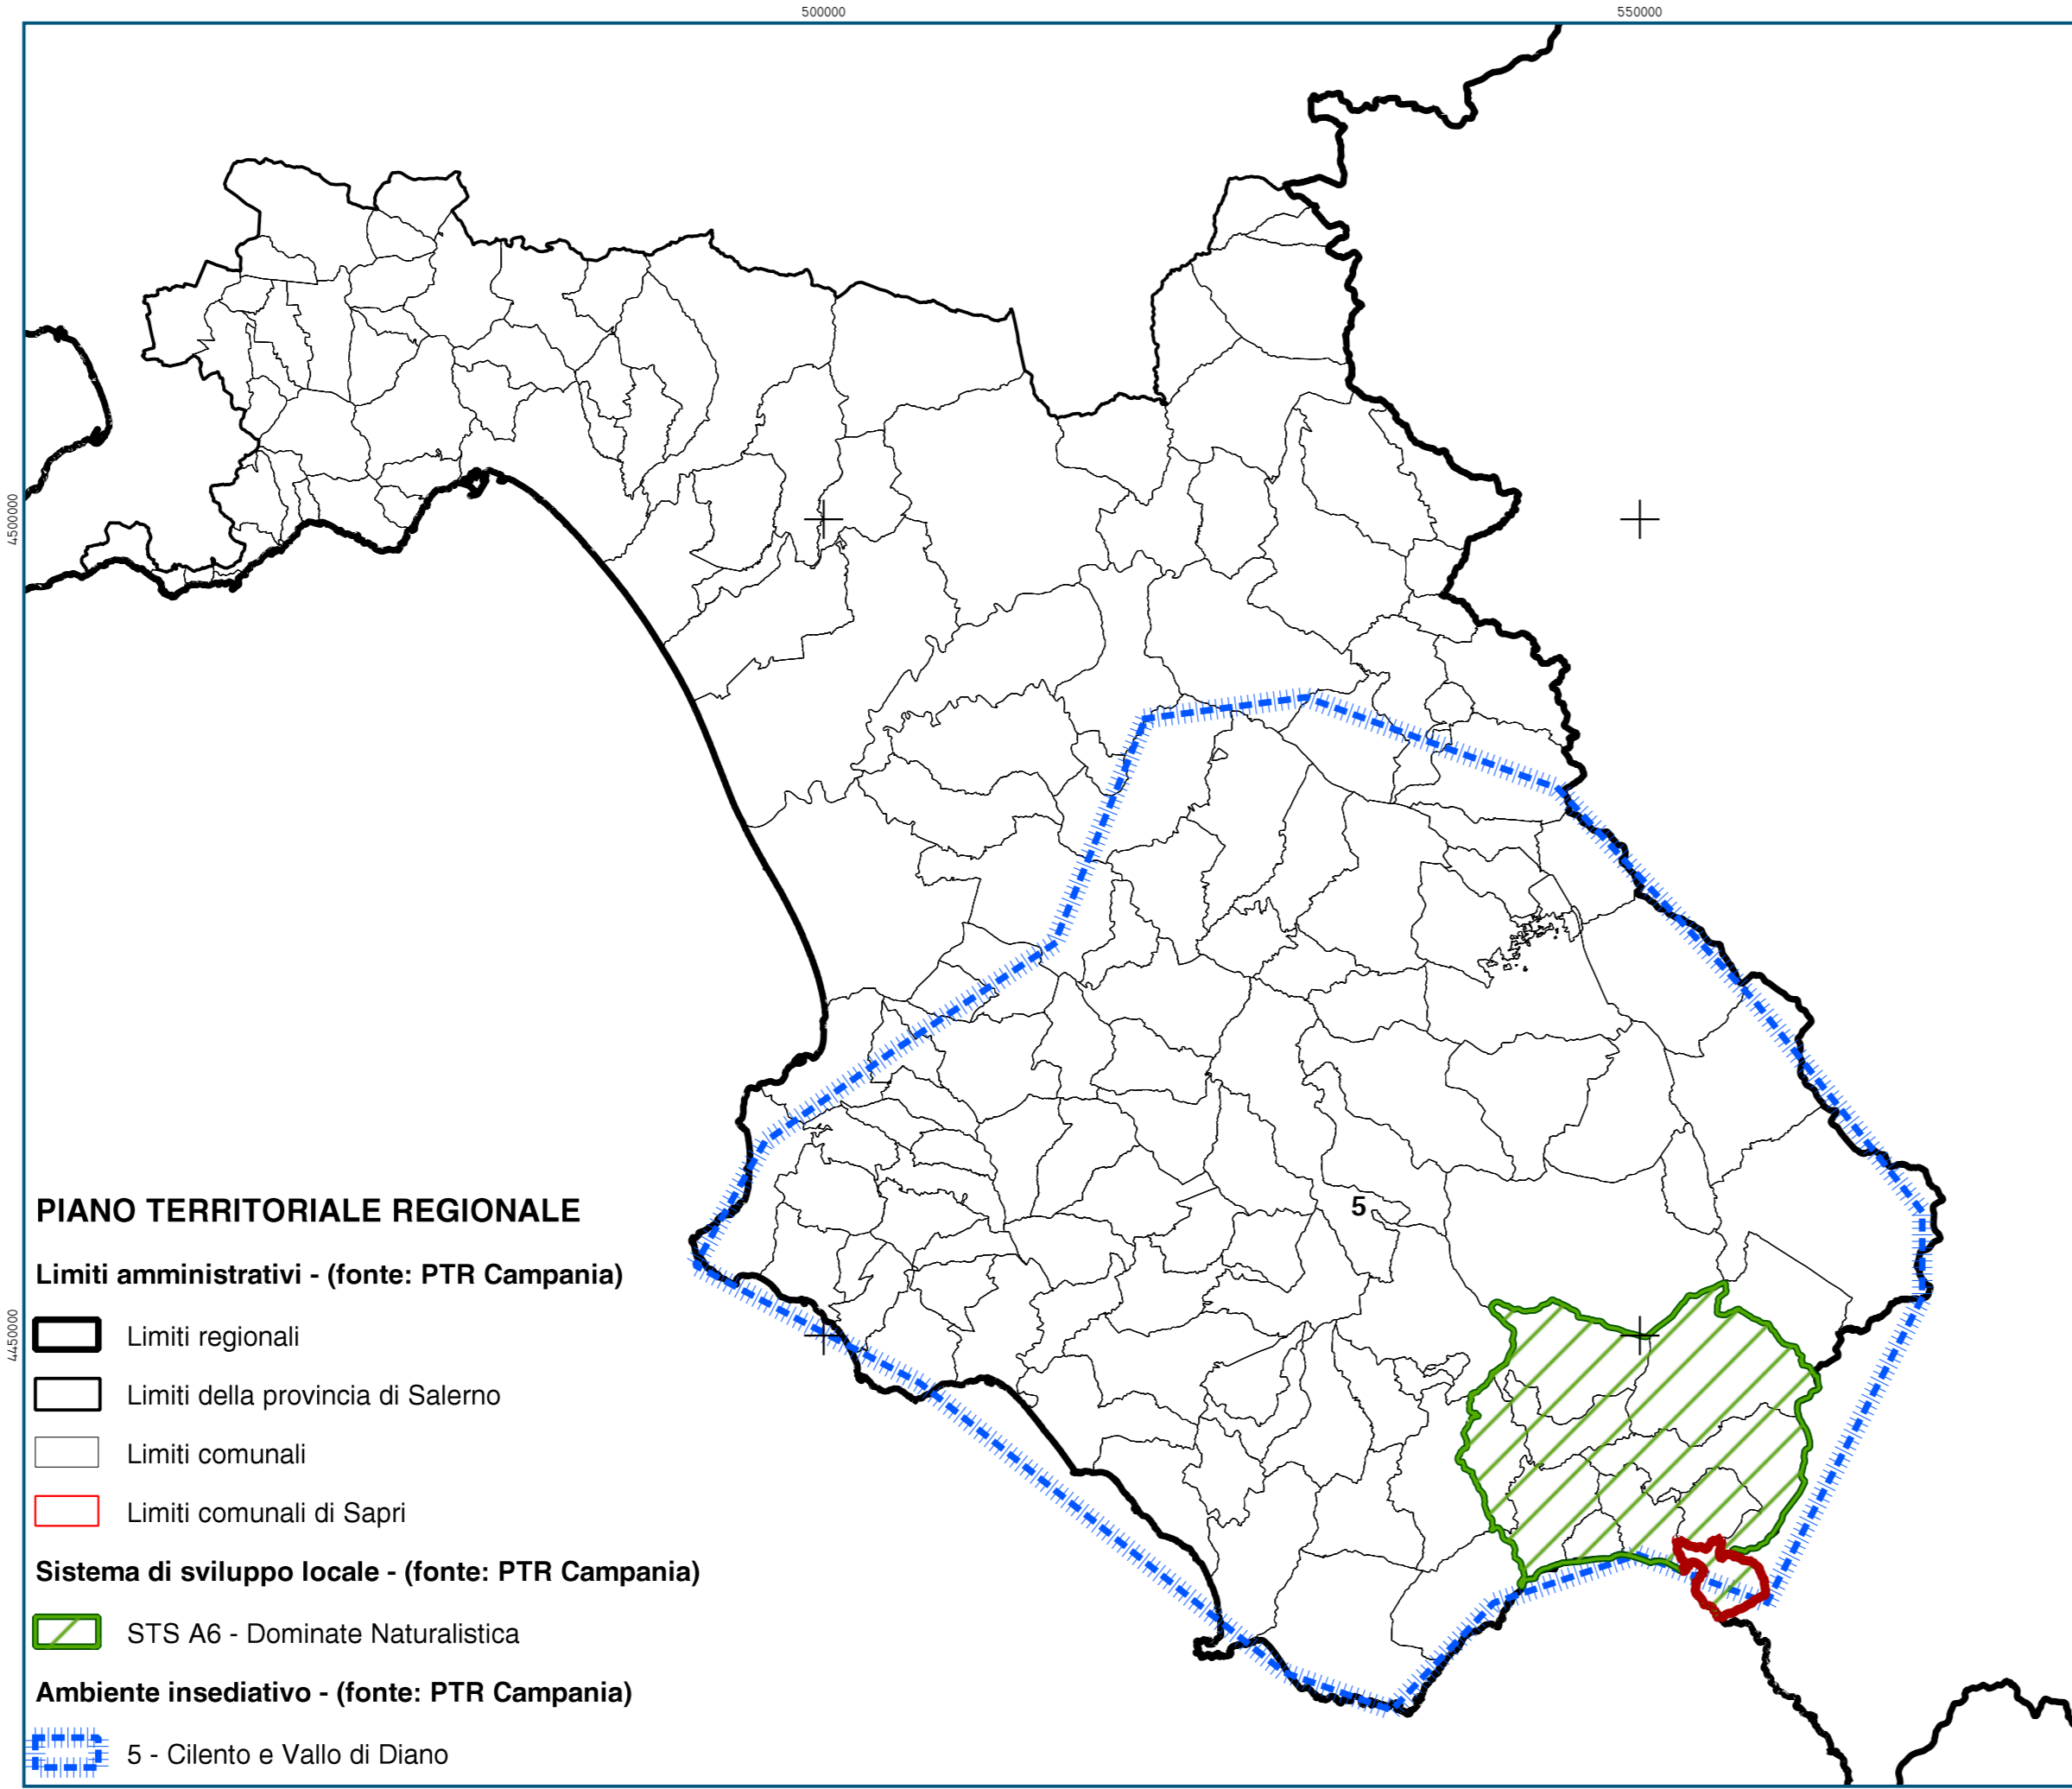 500000
550000
4500000
4450000
5
PIANO TERRITORIALE REGIONALE
Limiti amministrativi - (fonte: PTR Campania)
Limiti regionali
Limiti della provincia di Salerno
Limiti comunali
Limiti comunali di Sapri
Sistema di sviluppo locale - (fonte: PTR Campania)
STS A6 - Dominate Naturalistica
Ambiente insediativo - (fonte: PTR Campania)
5 - Cilento e Vallo di Diano